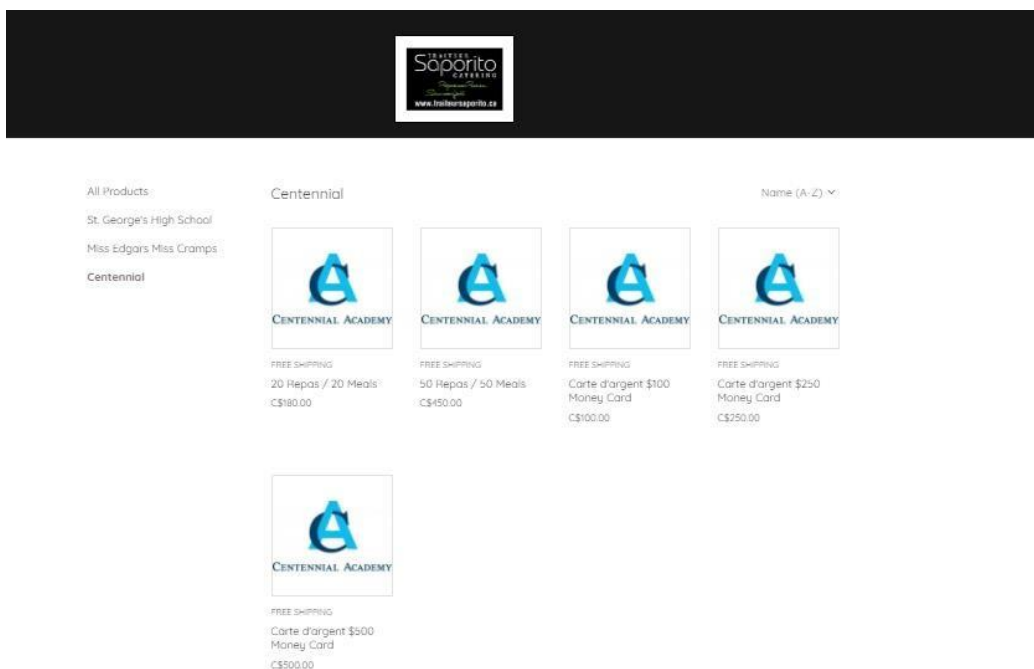 TRAITEUR
Saporito
CATERING
www.traiteursaporito.ca
All Products
St. George's High School
Miss Edgars Miss Cramps
Centennial
Centennial
Name (A-Z)
CENTENNIAL ACADEMY
FREE SHIPPING
20 Repas / 20 Meals
C$180.00
CENTENNIAL ACADEMY
FREE SHIPPING
50 Repas / 50 Meals
C$450.00
CENTENNIAL ACADEMY
FREE SHIPPING
Carte d'argent $100
Money Card
C$100.00
CENTENNIAL ACADEMY
FREE SHIPPING
Carte d'argent $250
Money Card
C$250.00
CENTENNIAL ACADEMY
FREE SHIPPING
Carte d'argent $500
Money Card
C$500.00